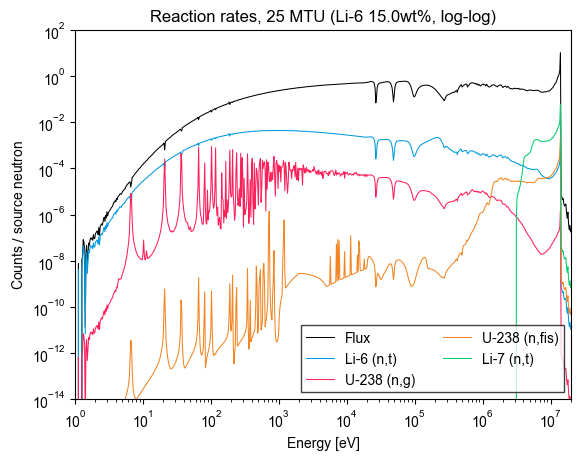 Reaction rates, 25 MTU (Li-6 15.0wt%, log-log)
Counts / source neutron
10^2
10^0
10^-2
10^-4
10^-6
10^-8
10^-10
10^-12
10^-14
Flux
Li-6 (n,t)
U-238 (n,g)
U-238 (n,fis)
Li-7 (n,t)
10^0 10^1 10^2 10^3 10^4 10^5 10^6 10^7
Energy [eV]